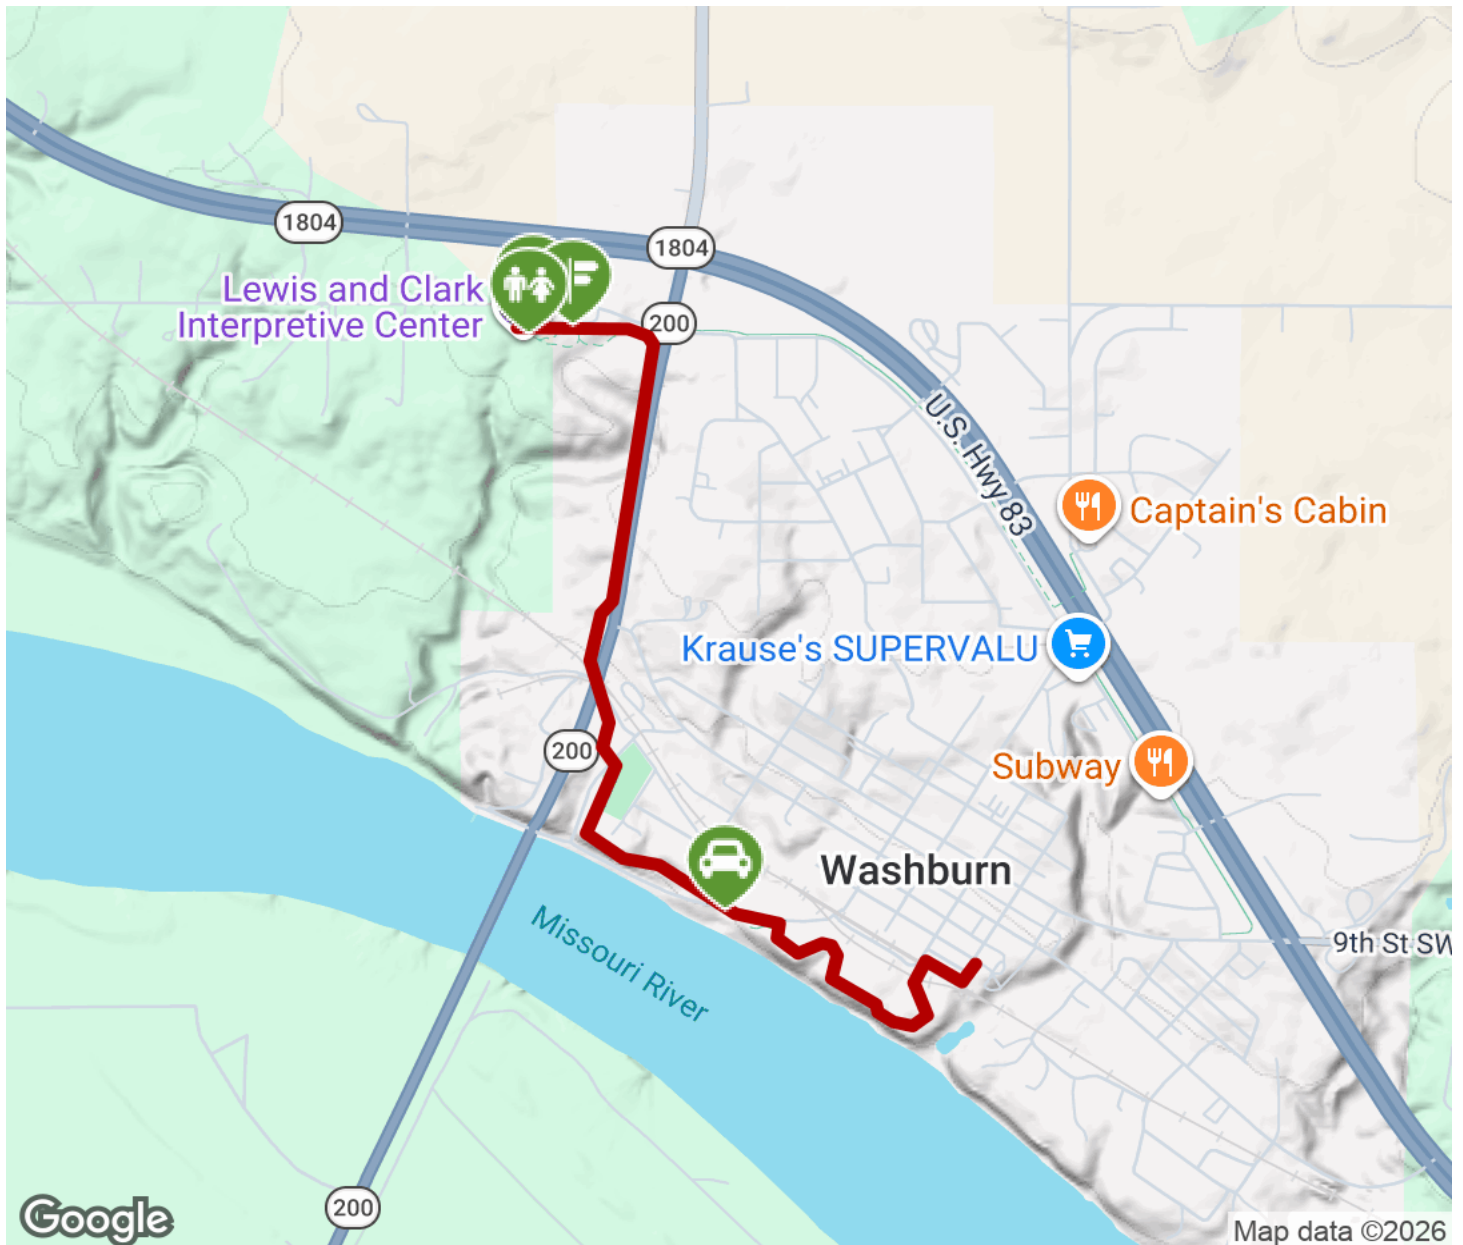 1804
1804
Lewis and Clark
Interpretive Center
200
U.S. Hwy 83
Captain's Cabin
Krause's SUPERVALU
200
Subway
Washburn
Missouri River
9th St SW
200
Google
Map data ©2026